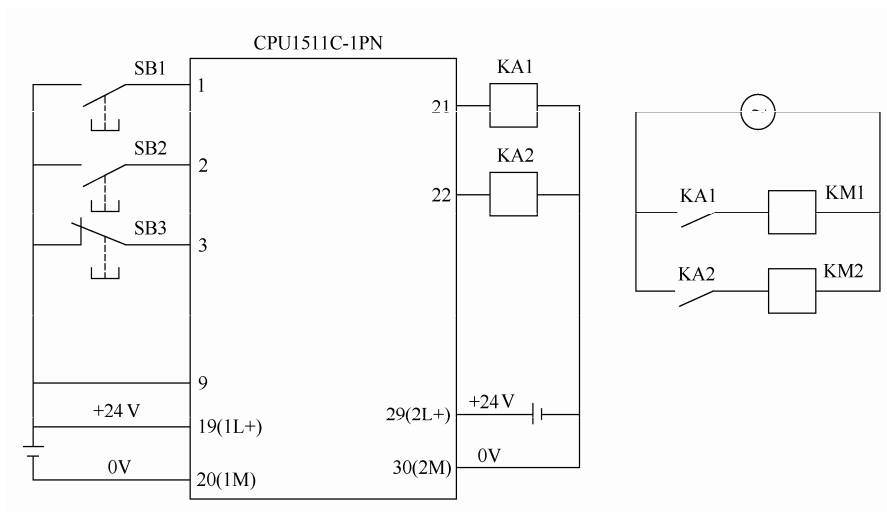 CPU1511C-1PN
SB1
1
SB2
2
SB3
3
9
+24 V
19(1L+)
0V
20(1M)
KA1
21
KA2
22
29(2L+)
+24 V
30(2M)
0V
~
KA1
KM1
KA2
KM2